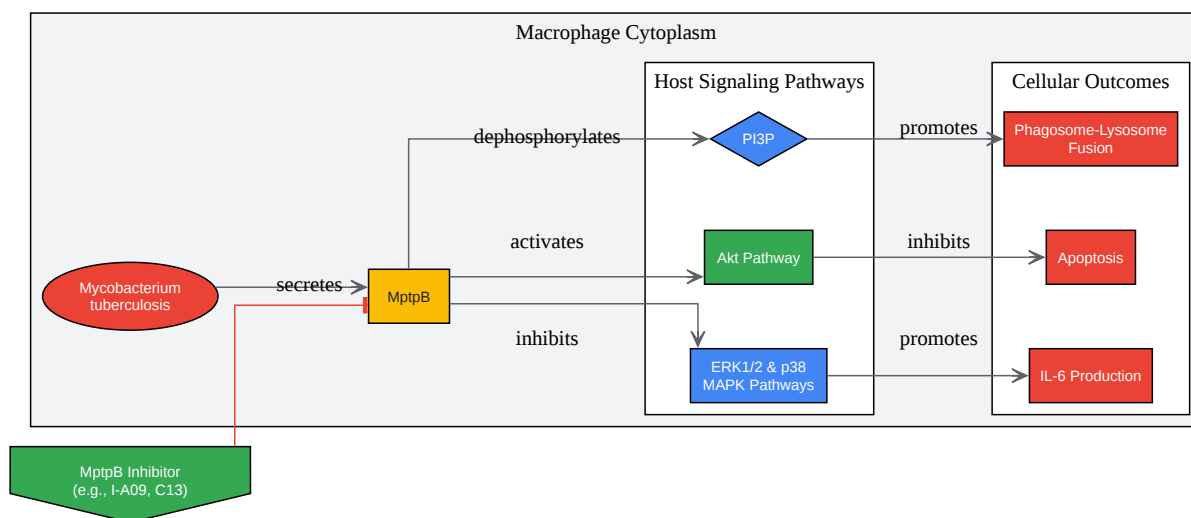 Macrophage Cytoplasm
Host Signaling Pathways
Cellular Outcomes
dephosphorylates
PI3P
promotes
Phagosome-Lysosome
Fusion
activates
Akt Pathway
inhibits
Apoptosis
Mycobacterium
tuberculosis
secretes
MptpB
inhibits
ERK1/2 & p38
MAPK Pathways
promotes
IL-6 Production
MptpB Inhibitor
(e.g., I-A09, C13)